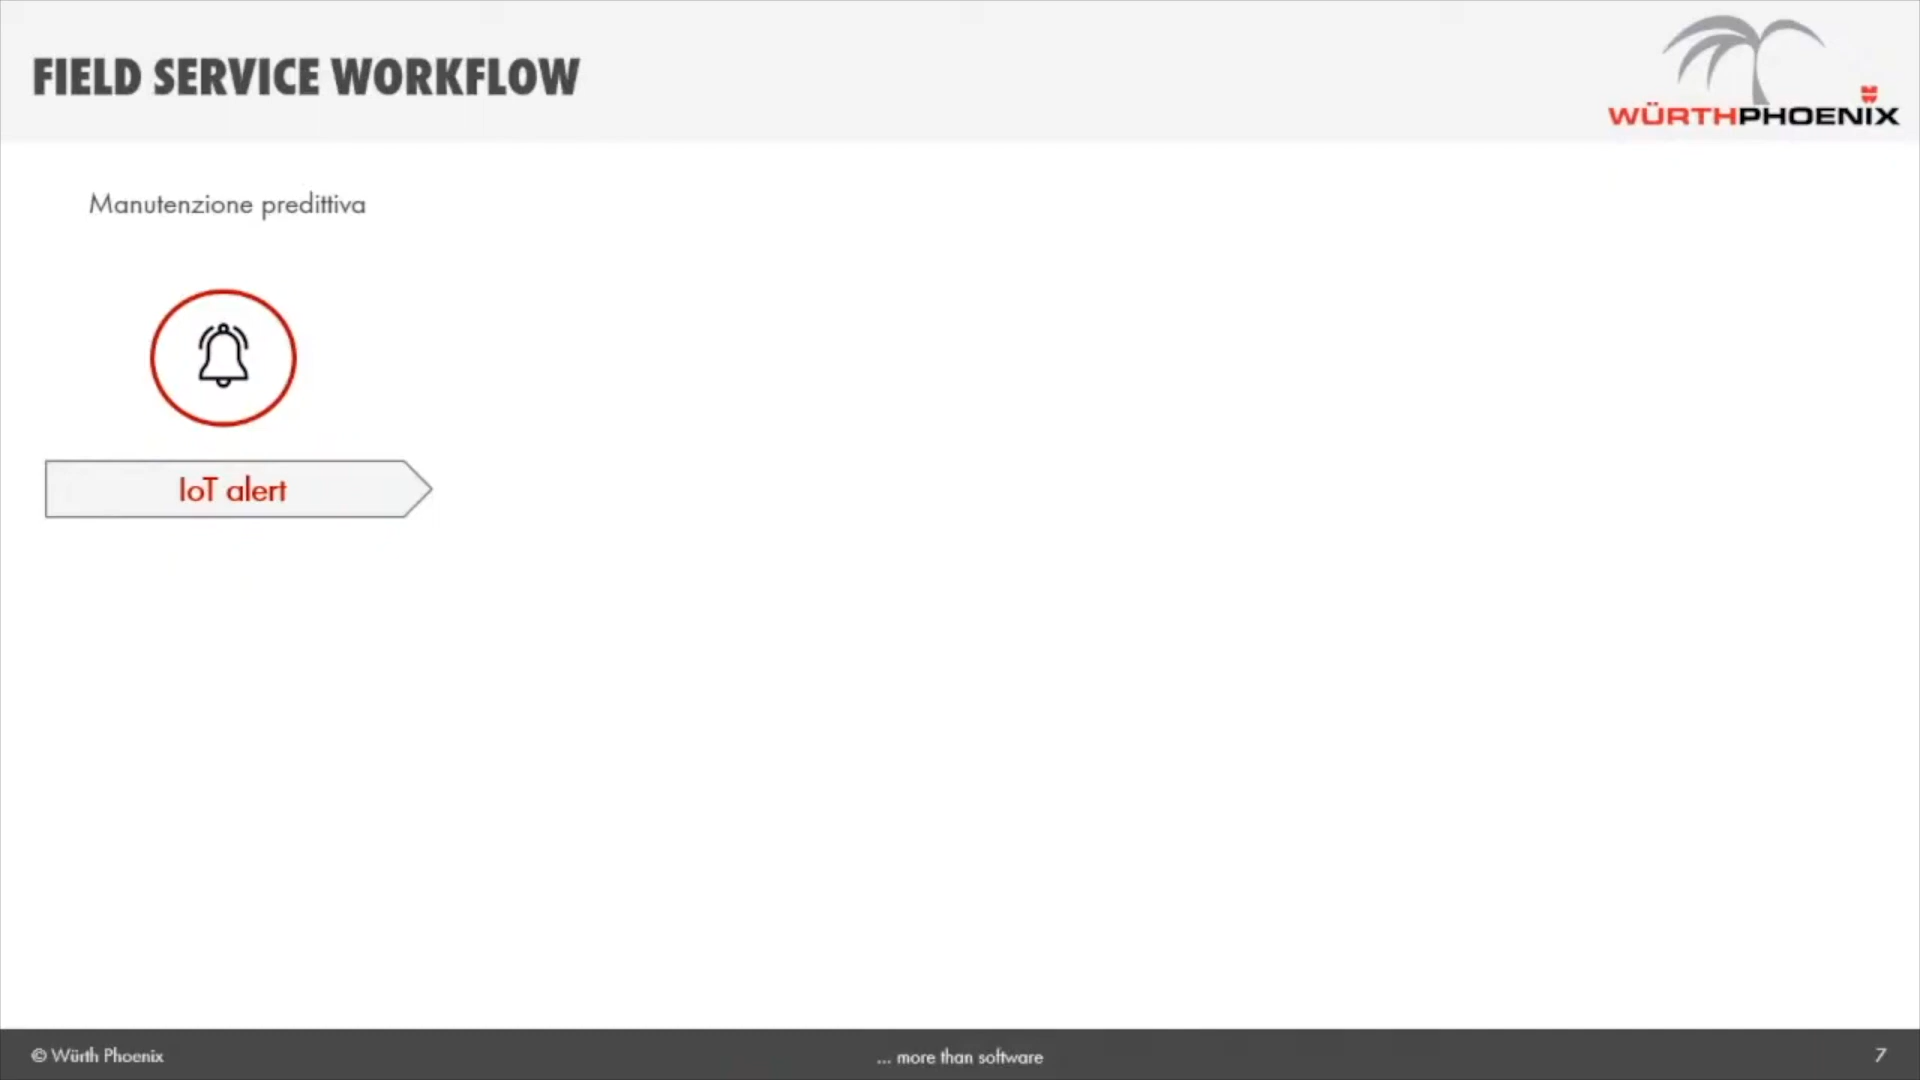 FIELD SERVICE WORKFLOW
WÜRTHPHOENIX
Manutenzione predittiva
IoT alert
© Würth Phoenix
... more than software
7